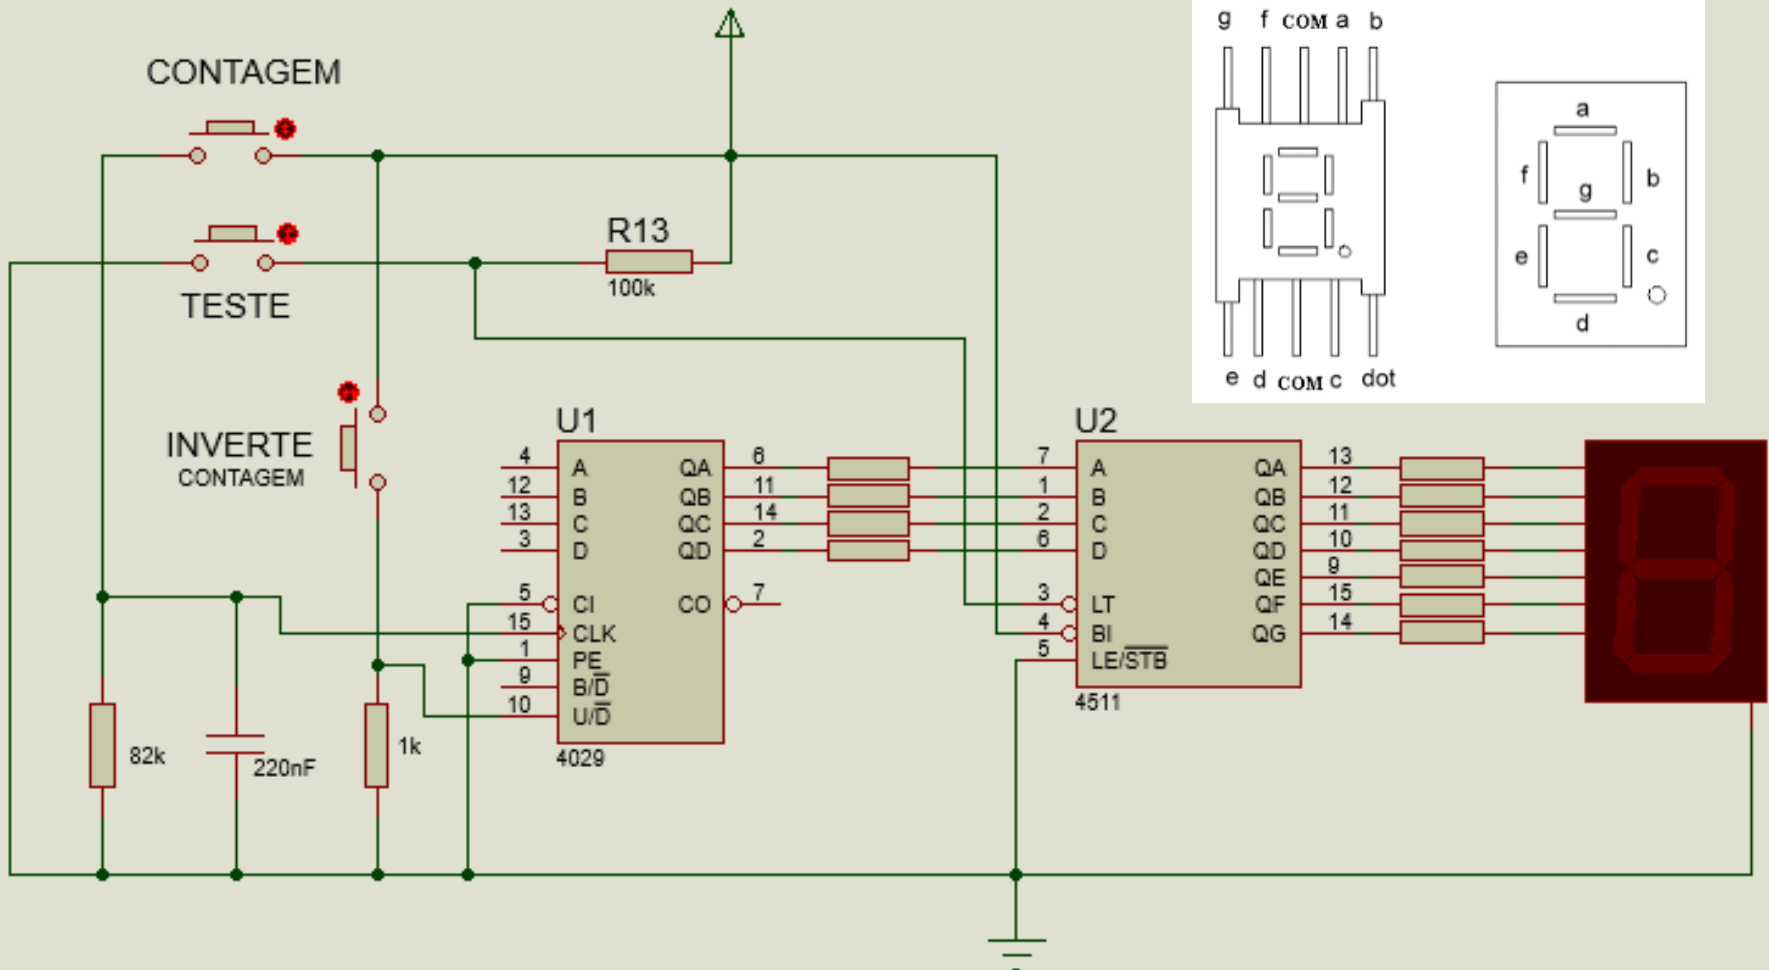 g f COM a b
CONTAGEM
a
f
b
g
R13
e
c
100k
TESTE
d
e d COM c dot
INVERTE
CONTAGEM
U1
U2
4 A QA 6
12 B QB 11
13 C QC 14
3 D QD 2
5 CI CO 7
15 CLK
1 PE
9 B/D̅
10 U/D̅
4029
7 A QA 13
1 B QB 12
2 C QC 11
6 D QD 10
QE 9
3 LT QF 15
4 BI QG 14
5 LE/S̅T̅B̅
4511
82k
220nF
1k